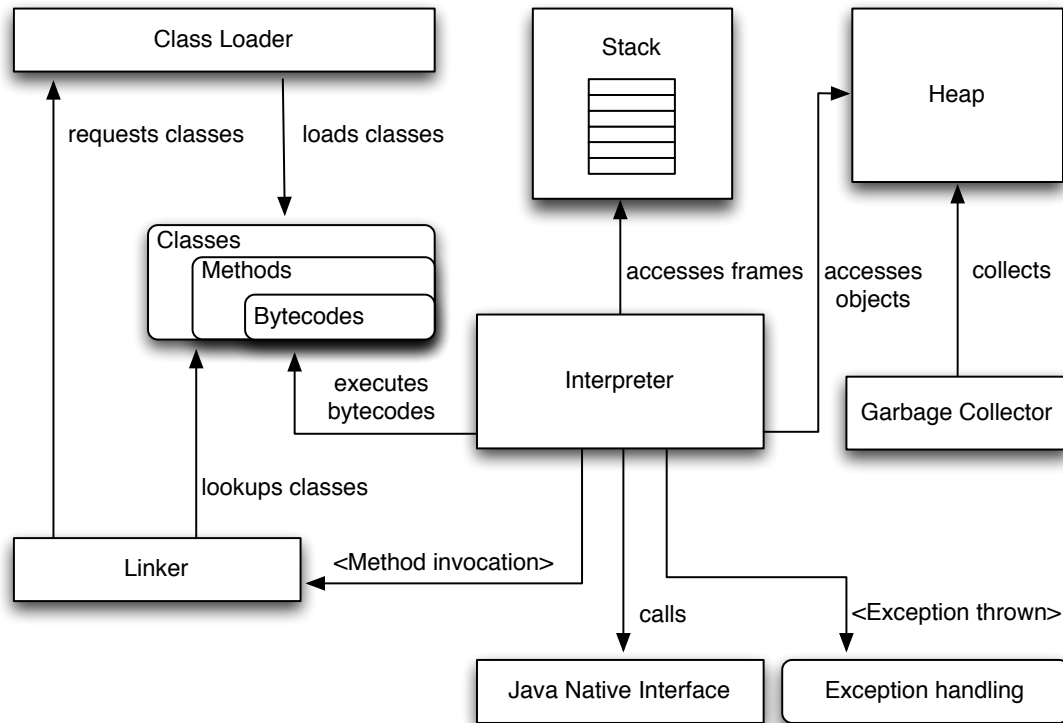 Class Loader
Stack
Heap
requests classes
loads classes
Classes
Methods
Bytecodes
accesses frames
accesses
objects
collects
executes
bytecodes
Interpreter
Garbage Collector
lookups classes
Linker
<Method invocation>
calls
<Exception thrown>
Java Native Interface
Exception handling